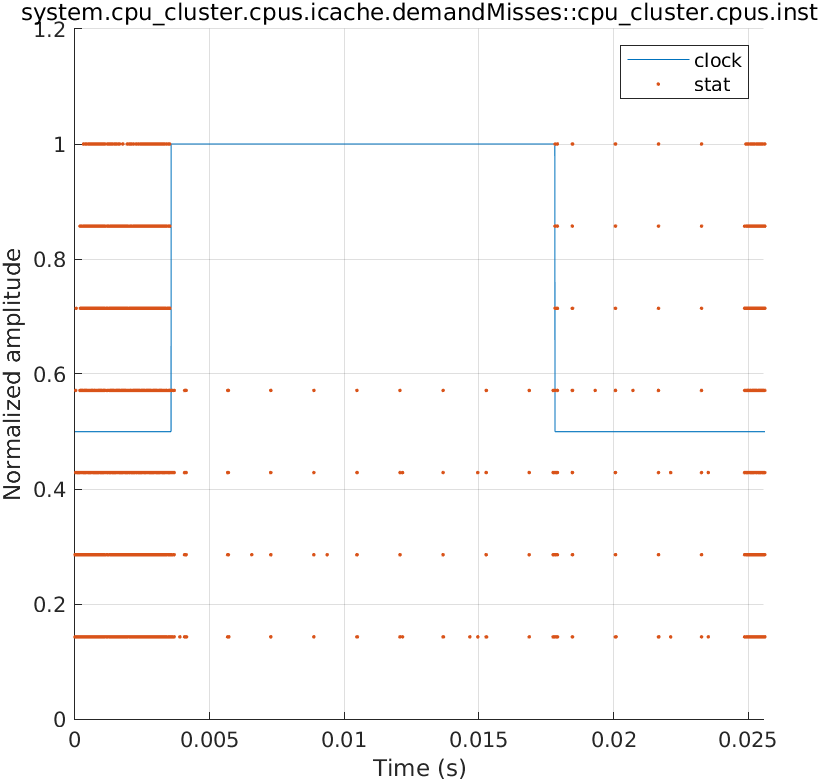 system.cpu_cluster.cpus.icache.demandMisses::cpu_cluster.cpus.inst
1.2
clock
stat
1
0.8
0.6
0.4
0.2
0
Normalized amplitude
0 0.005 0.01 0.015 0.02 0.025
Time (s)